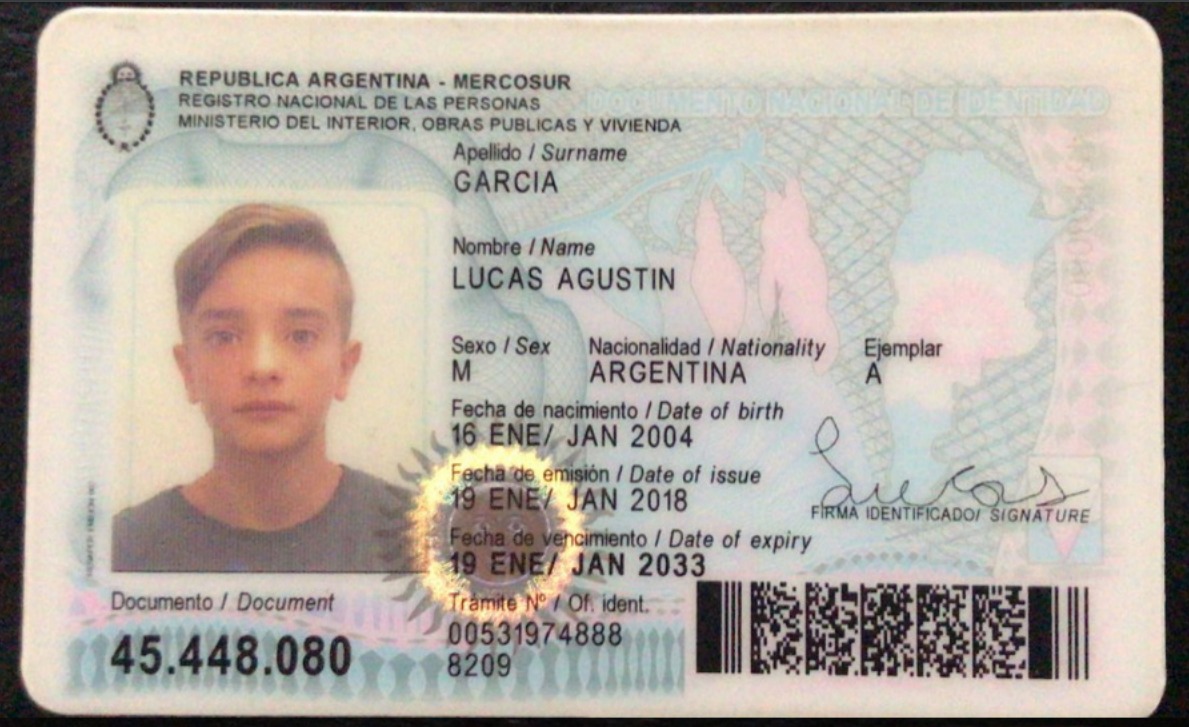 REPUBLICA ARGENTINA - MERCOSUR
REGISTRO NACIONAL DE LAS PERSONAS
MINISTERIO DEL INTERIOR, OBRAS PUBLICAS Y VIVIENDA
DOCUMENTO NACIONAL DE IDENTIDAD
Apellido / Surname
GARCIA
Nombre / Name
LUCAS AGUSTIN
Sexo / Sex Nacionalidad / Nationality Ejemplar
M ARGENTINA A
Fecha de nacimiento / Date of birth
16 ENE/ JAN 2004
Fecha de emisión / Date of issue
19 ENE/ JAN 2018
Lucas
FIRMA IDENTIFICADO/ SIGNATURE
Fecha de vencimiento / Date of expiry
19 ENE/ JAN 2033
Documento / Document
45.448.080
Trámite Nº / Of. ident.
00531974888
8209